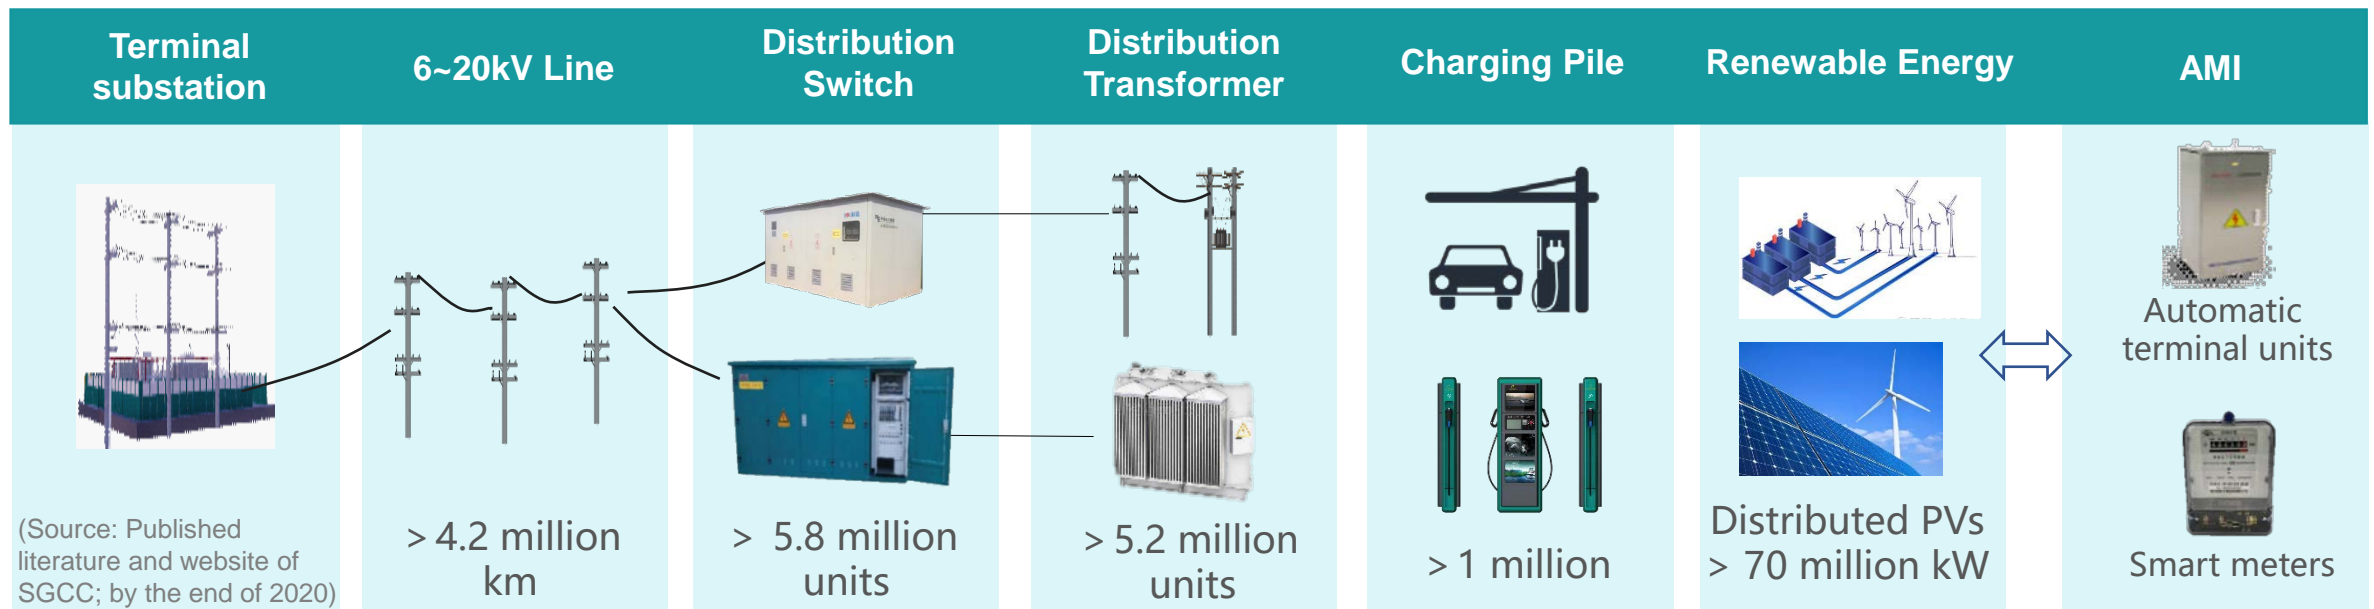 Terminal
substation
6~20kV Line
Distribution
Switch
Distribution
Transformer
Charging Pile
Renewable Energy
AMI
(Source: Published
literature and website of
SGCC; by the end of 2020)
> 4.2 million
km
> 5.8 million
units
> 5.2 million
units
> 1 million
Distributed PVs
> 70 million kW
Automatic
terminal units
Smart meters